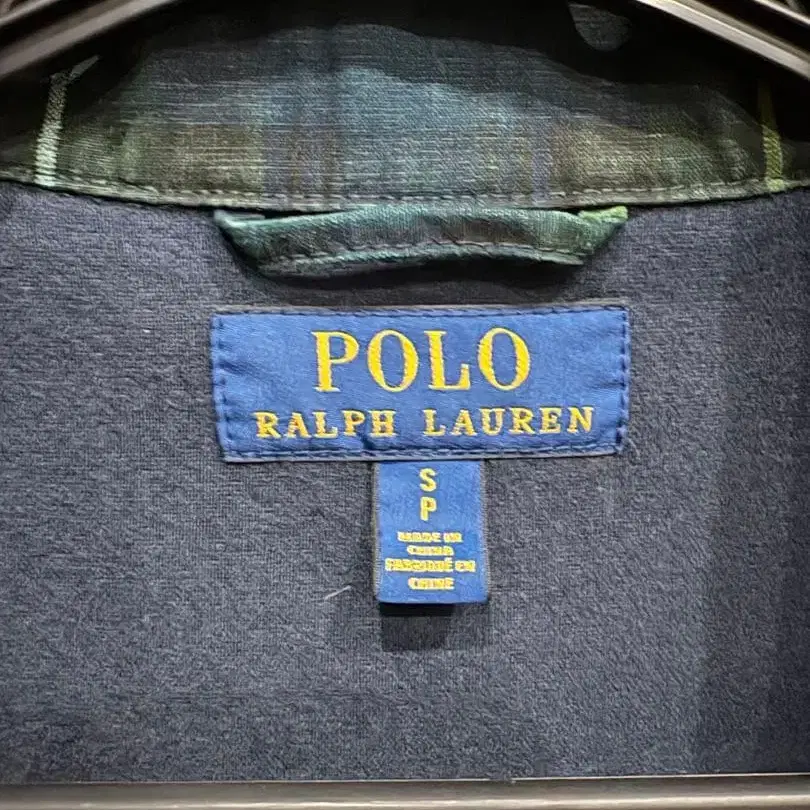 POLO
RALPH LAUREN
S
P
MADE IN
CHINA
FABRIQUÉ EN
CHINE